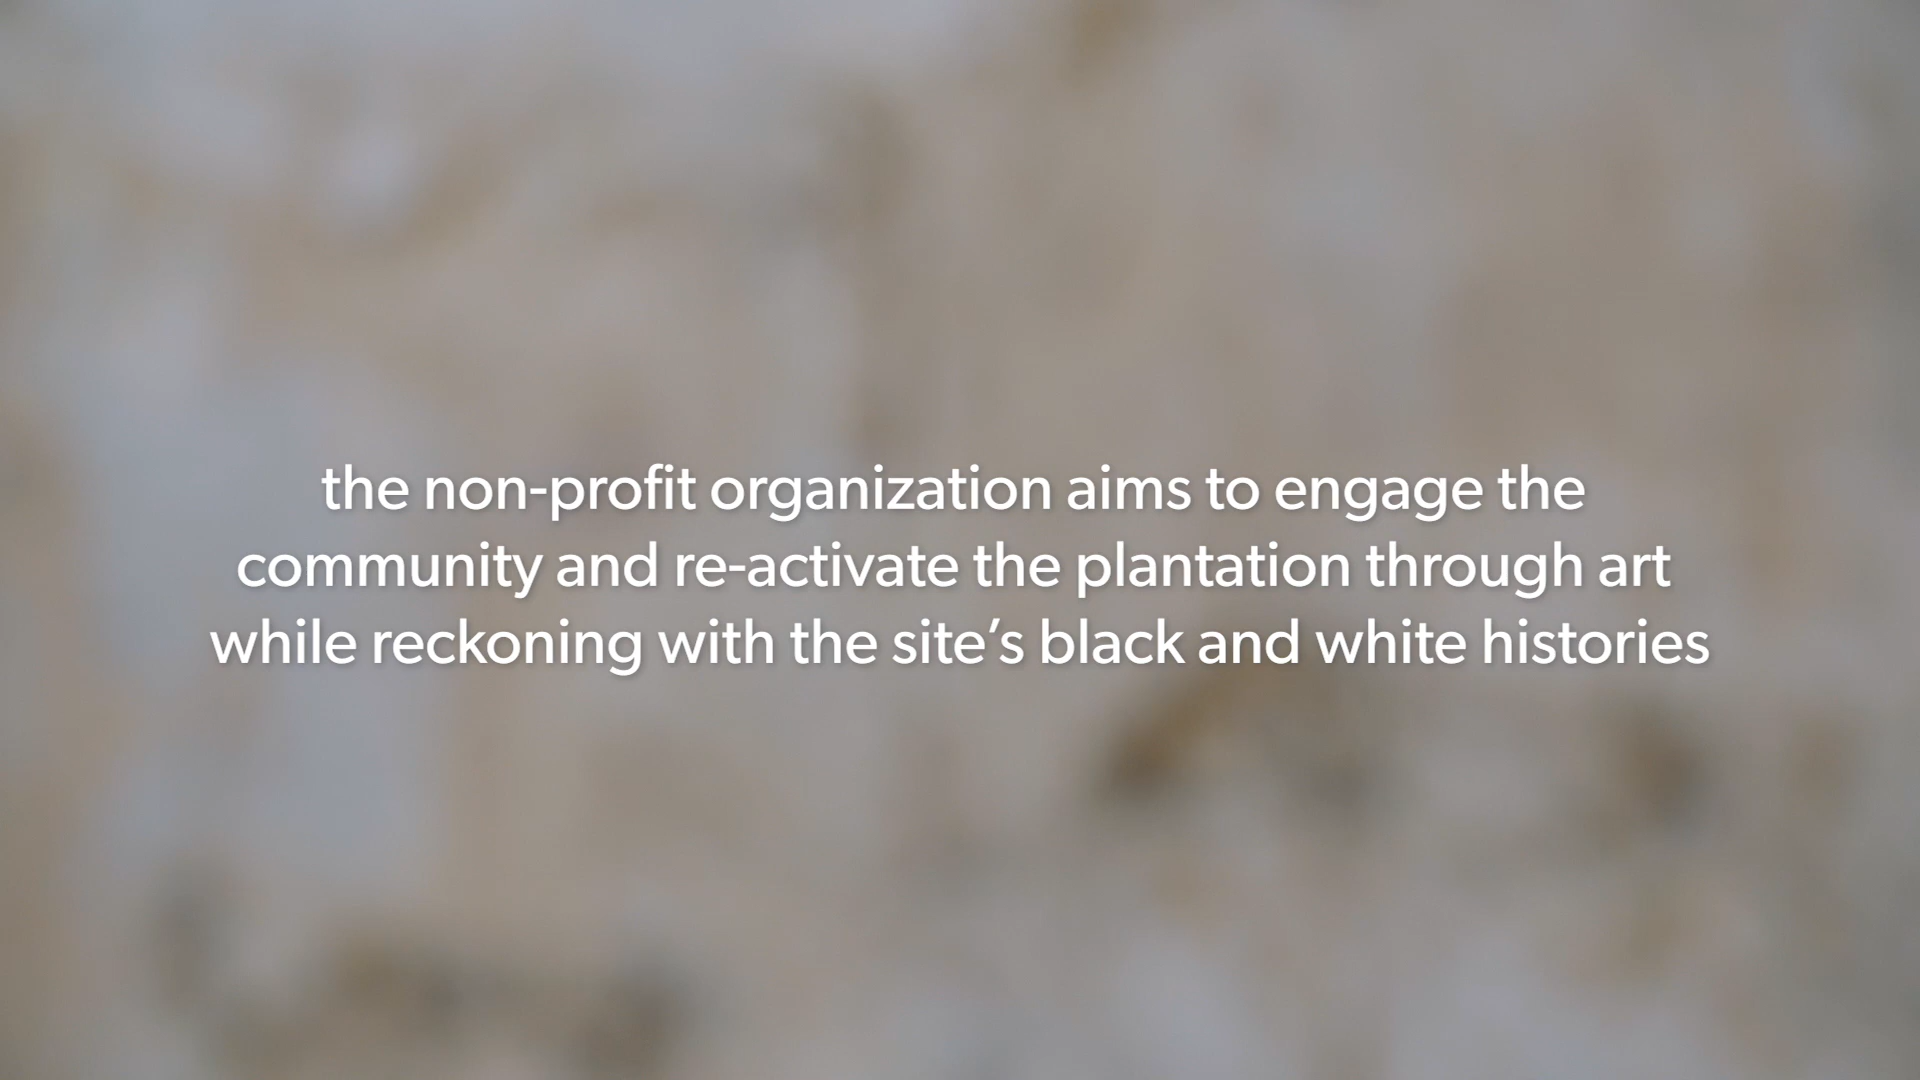 the non-profit organization aims to engage the
community and re-activate the plantation through art
while reckoning with the site’s black and white histories